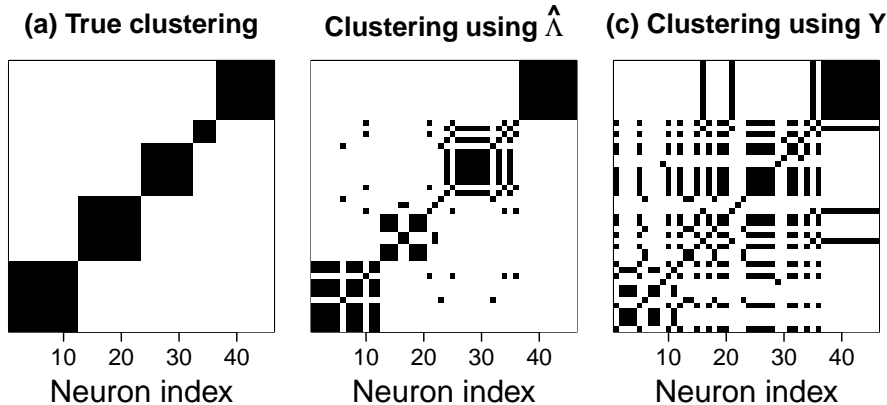 (a) True clustering
Clustering using Λ̂
(c) Clustering using Y
10 20 30 40
10 20 30 40
10 20 30 40
Neuron index
Neuron index
Neuron index